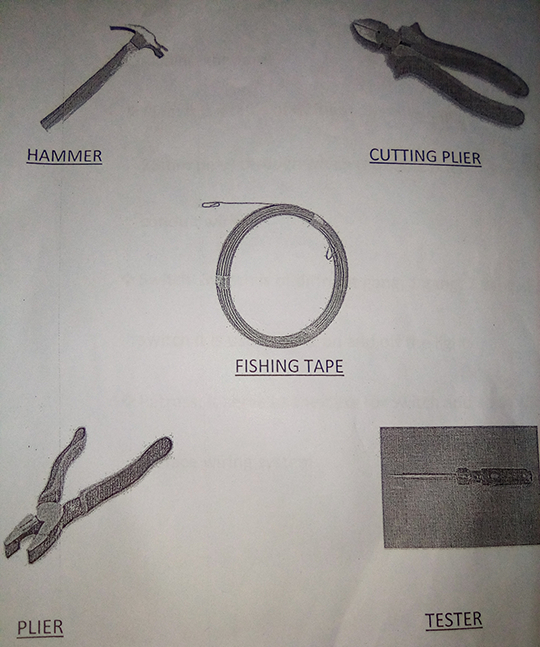 HAMMER
CUTTING PLIER
FISHING TAPE
PLIER
TESTER